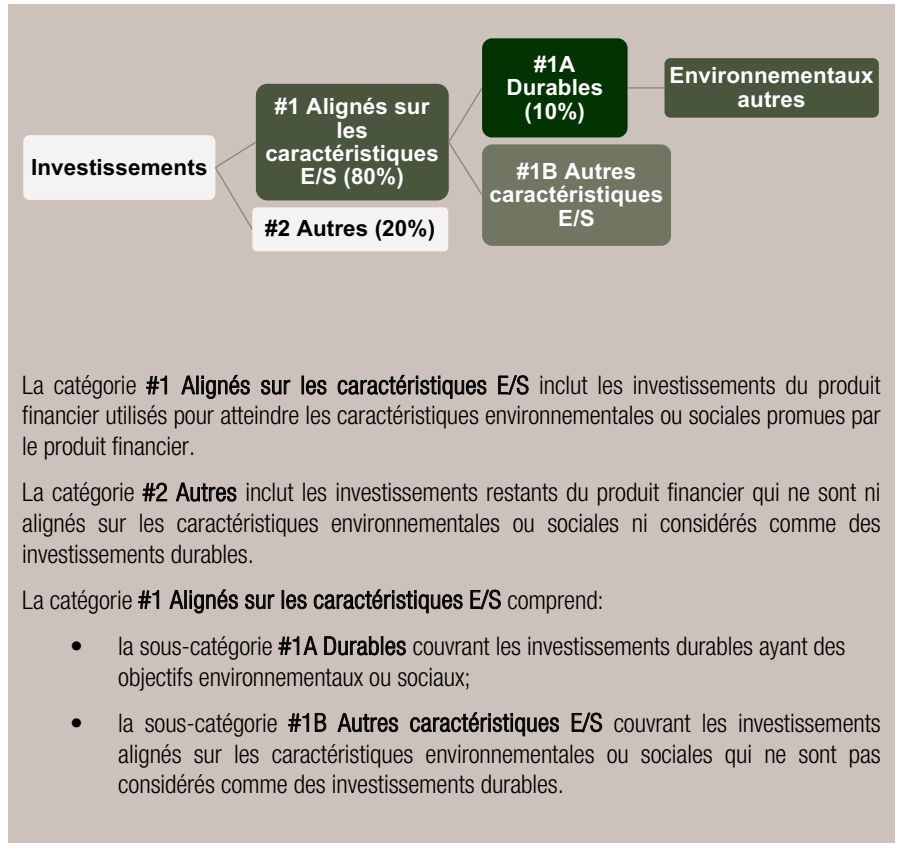 #1A
Durables
(10%)
Environnementaux
autres
#1 Alignés sur
les
caractéristiques
E/S (80%)
Investissements
#1B Autres
caractéristiques
E/S
#2 Autres (20%)
La catégorie #1 Alignés sur les caractéristiques E/S inclut les investissements du produit
financier utilisés pour atteindre les caractéristiques environnementales ou sociales promues par
le produit financier.
La catégorie #2 Autres inclut les investissements restants du produit financier qui ne sont ni
alignés sur les caractéristiques environnementales ou sociales ni considérés comme des
investissements durables.
La catégorie #1 Alignés sur les caractéristiques E/S comprend:
• la sous-catégorie #1A Durables couvrant les investissements durables ayant des
objectifs environnementaux ou sociaux;
• la sous-catégorie #1B Autres caractéristiques E/S couvrant les investissements
alignés sur les caractéristiques environnementales ou sociales qui ne sont pas
considérés comme des investissements durables.